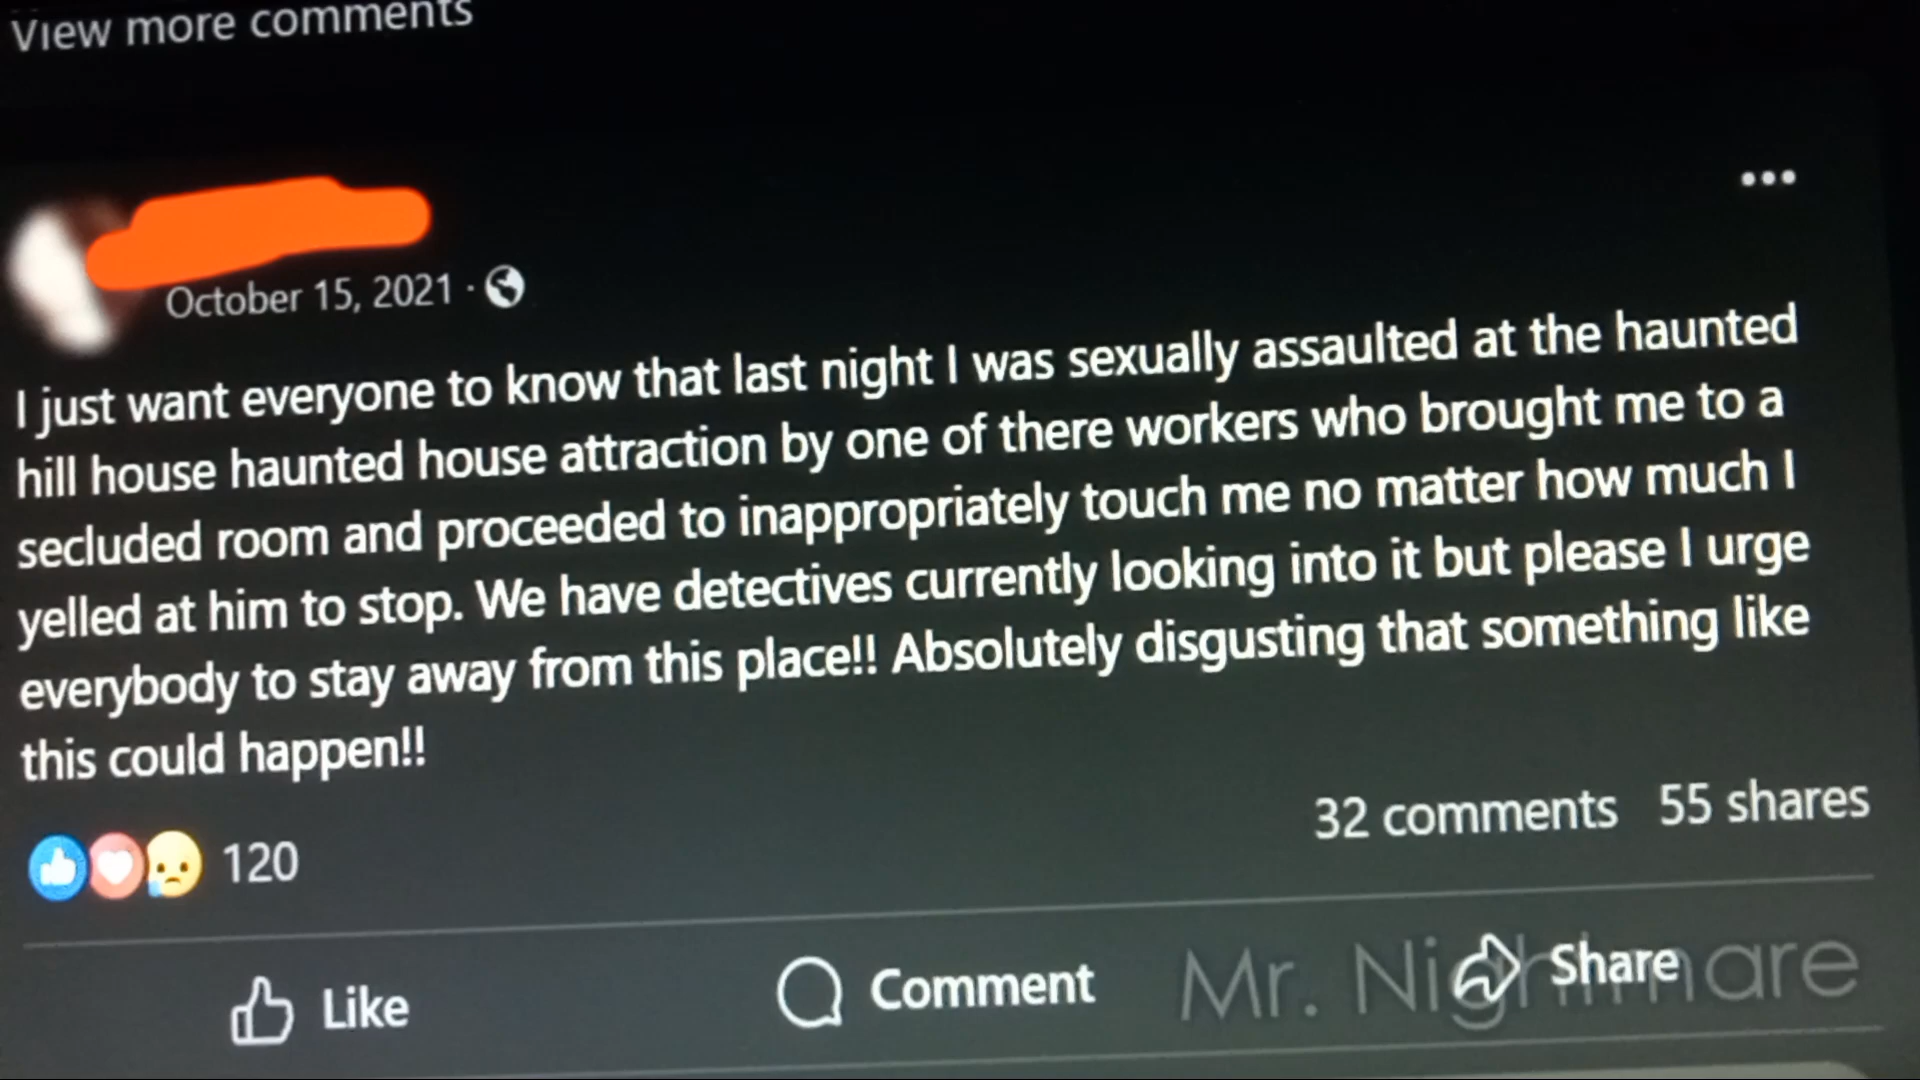 View more comments
October 15, 2021 ·
I just want everyone to know that last night I was sexually assaulted at the haunted
hill house haunted house attraction by one of there workers who brought me to a
secluded room and proceeded to inappropriately touch me no matter how much I
yelled at him to stop. We have detectives currently looking into it but please I urge
everybody to stay away from this place!! Absolutely disgusting that something like
this could happen!!
120
32 comments 55 shares
Like
Comment
Share
Mr. Nightmare